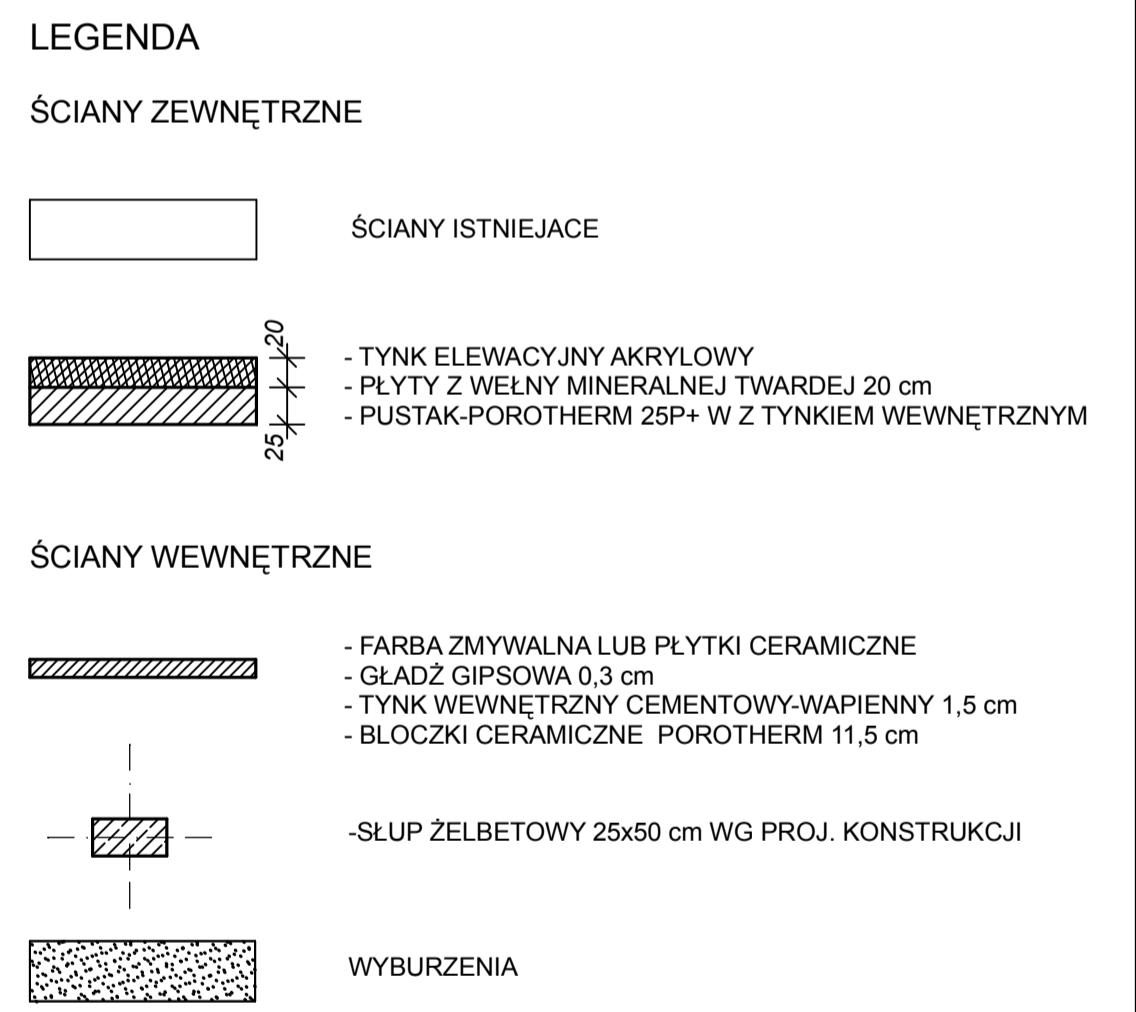 LEGENDA
ŚCIANY ZEWNĘTRZNE
ŚCIANY ISTNIEJACE
20
25
- TYNK ELEWACYJNY AKRYLOWY
- PŁYTY Z WEŁNY MINERALNEJ TWARDEJ 20 cm
- PUSTAK-POROTHERM 25P+ W Z TYNKIEM WEWNĘTRZNYM
ŚCIANY WEWNĘTRZNE
- FARBA ZMYWALNA LUB PŁYTKI CERAMICZNE
- GŁADŹ GIPSOWA 0,3 cm
- TYNK WEWNĘTRZNY CEMENTOWY-WAPIENNY 1,5 cm
- BLOCZKI CERAMICZNE  POROTHERM 11,5 cm
-SŁUP ŻELBETOWY 25x50 cm WG PROJ. KONSTRUKCJI
WYBURZENIA